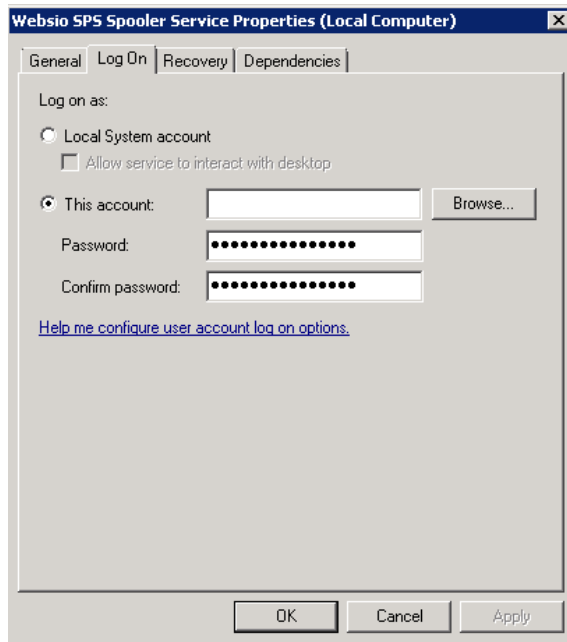 Websio SPS Spooler Service Properties (Local Computer)
General Log On Recovery Dependencies
Log on as:
Local System account
Allow service to interact with desktop
This account: Browse...
Password: •••••••••••••••
Confirm password: •••••••••••••••
Help me configure user account log on options.
OK Cancel Apply